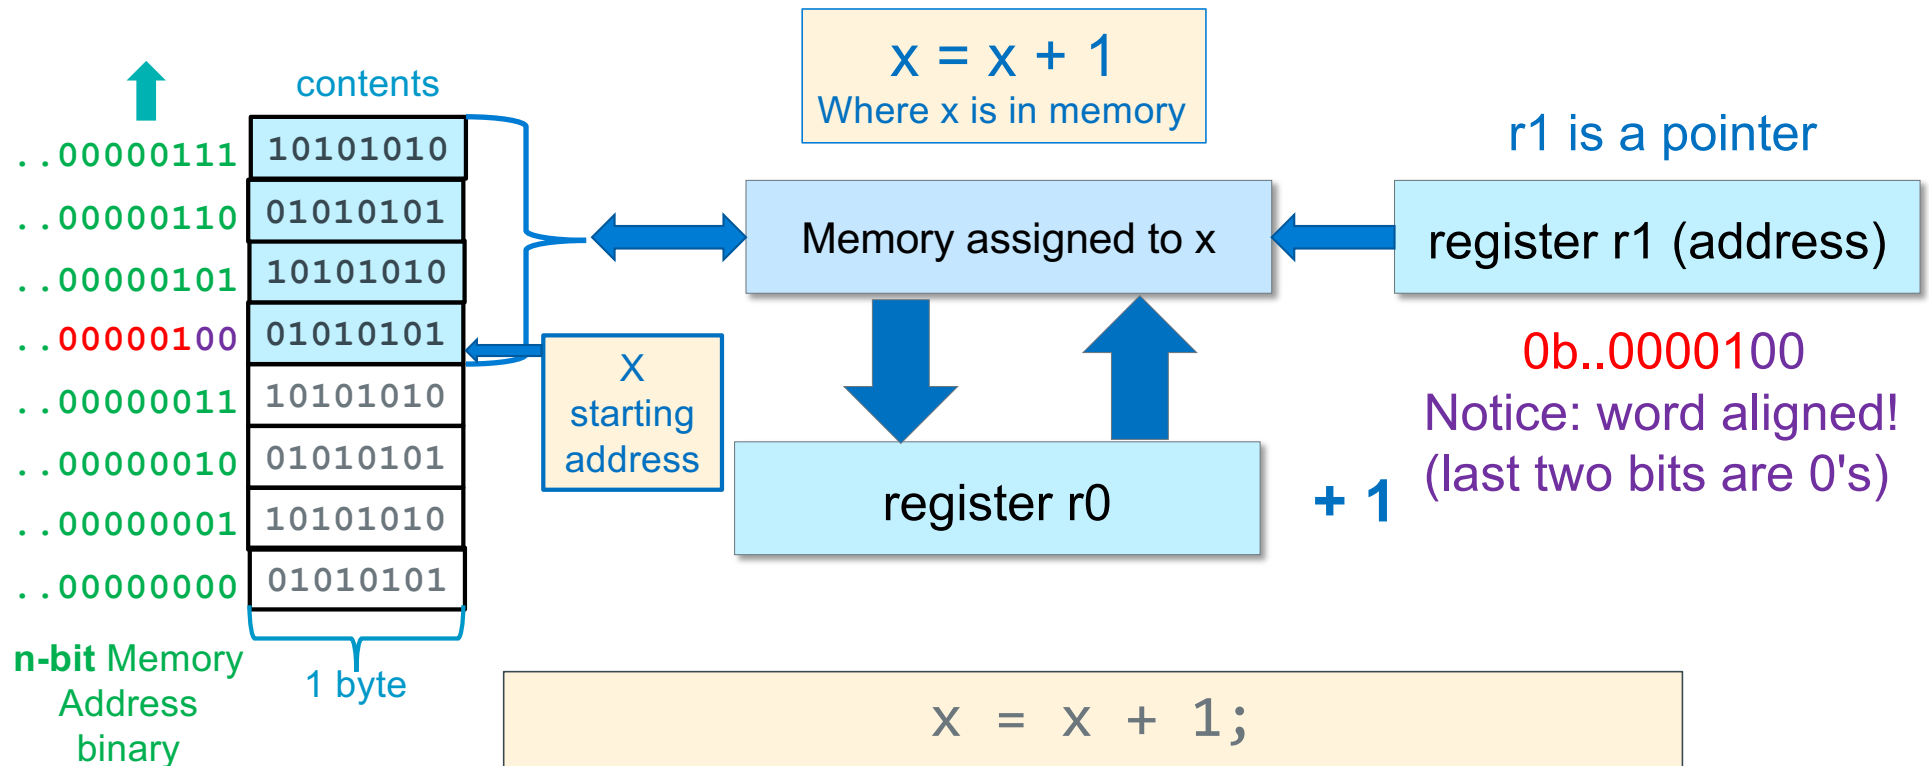 x = x + 1
Where x is in memory
contents
..00000111 10101010
..00000110 01010101
..00000101 10101010
..00000100 01010101
..00000011 10101010
..00000010 01010101
..00000001 10101010
..00000000 01010101
n-bit Memory
Address
binary
1 byte
X
starting
address
Memory assigned to x
register r0
+ 1
r1 is a pointer
register r1 (address)
0b..0000100
Notice: word aligned!
(last two bits are 0's)
x = x + 1;